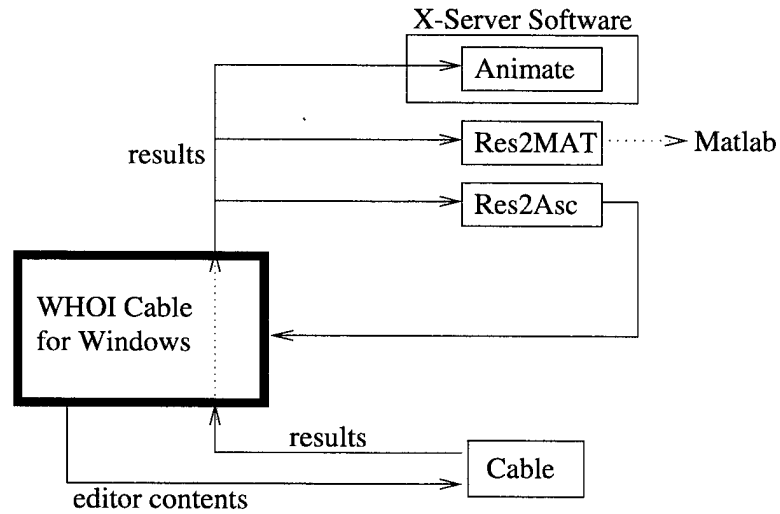 X-Server Software
Animate
Res2MAT
Matlab
results
Res2Asc
WHOI Cable
for Windows
results
Cable
editor contents